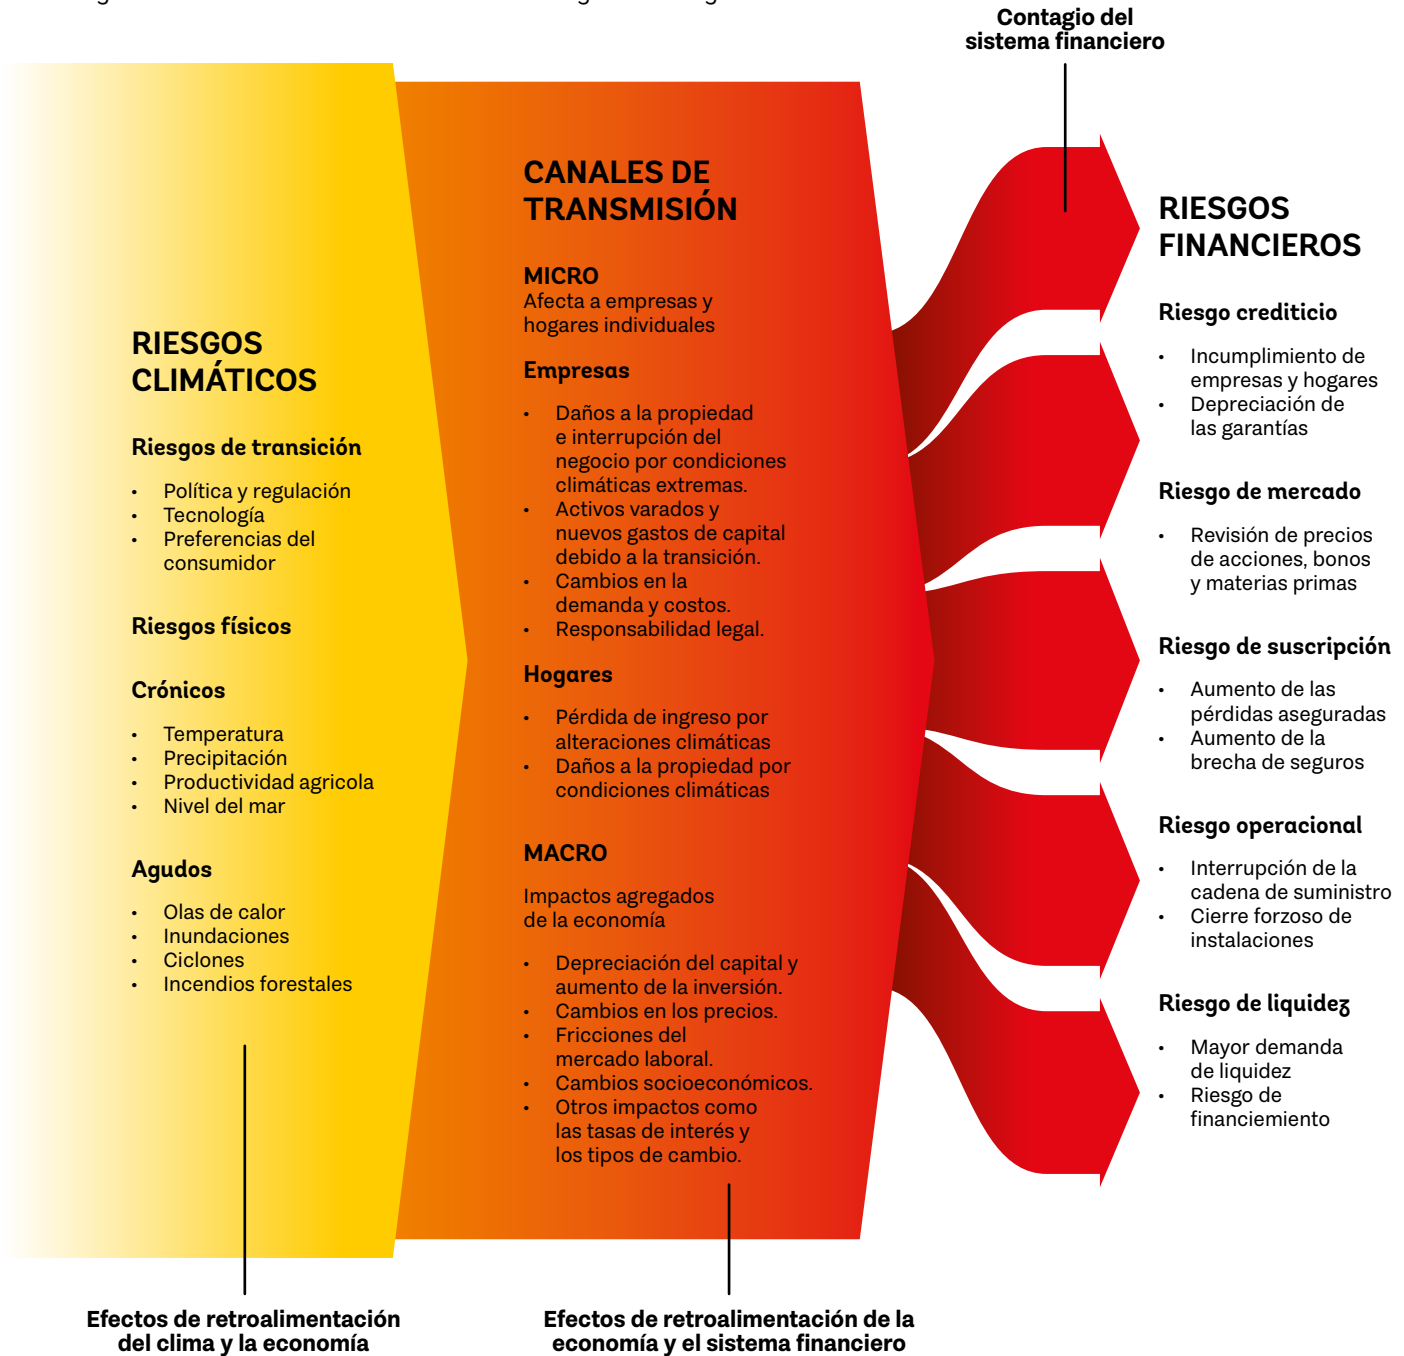 Contagio del
sistema financiero
RIESGOS
CLIMÁTICOS
Riesgos de transición
• Política y regulación
• Tecnología
• Preferencias del
consumidor
Riesgos físicos
Crónicos
• Temperatura
• Precipitación
• Productividad agricola
• Nivel del mar
Agudos
• Olas de calor
• Inundaciones
• Ciclones
• Incendios forestales
Efectos de retroalimentación
del clima y la economía
CANALES DE
TRANSMISIÓN
MICRO
Afecta a empresas y
hogares individuales
Empresas
• Daños a la propiedad
e interrupción del
negocio por condiciones
climáticas extremas.
• Activos varados y
nuevos gastos de capital
debido a la transición.
• Cambios en la
demanda y costos.
• Responsabilidad legal.
Hogares
• Pérdida de ingreso por
alteraciones climáticas
• Daños a la propiedad por
condiciones climáticas
MACRO
Impactos agregados
de la economía
• Depreciación del capital y
aumento de la inversión.
• Cambios en los precios.
• Fricciones del
mercado laboral.
• Cambios socioeconómicos.
• Otros impactos como
las tasas de interés y
los tipos de cambio.
Efectos de retroalimentación de la
economía y el sistema financiero
RIESGOS
FINANCIEROS
Riesgo crediticio
• Incumplimiento de
empresas y hogares
• Depreciación de
las garantías
Riesgo de mercado
• Revisión de precios
de acciones, bonos
y materias primas
Riesgo de suscripción
• Aumento de las
pérdidas aseguradas
• Aumento de la
brecha de seguros
Riesgo operacional
• Interrupción de la
cadena de suministro
• Cierre forzoso de
instalaciones
Riesgo de liquidez
• Mayor demanda
de liquidez
• Riesgo de
financiemiento